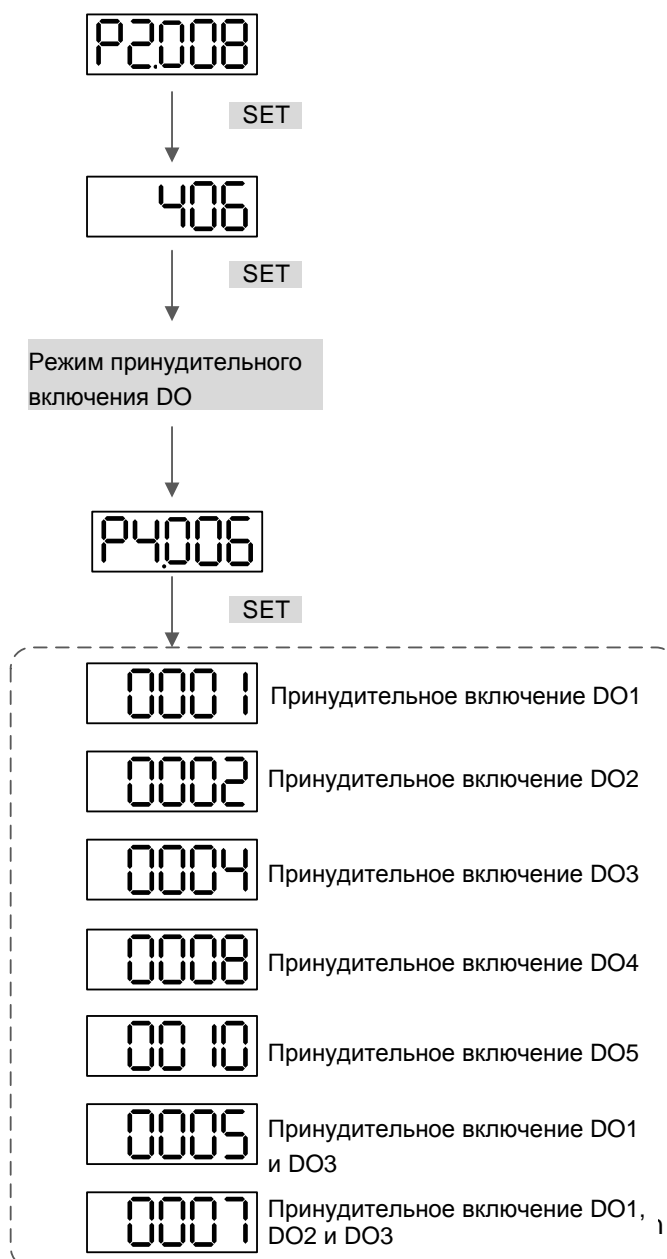 P2.008
SET
406
SET
Режим принудительного
включения DO
P4.006
SET
0001 Принудительное включение DO1
0002 Принудительное включение DO2
0004 Принудительное включение DO3
0008 Принудительное включение DO4
0010 Принудительное включение DO5
0005 Принудительное включение DO1
и DO3
0007 Принудительное включение DO1,
DO2 и DO3